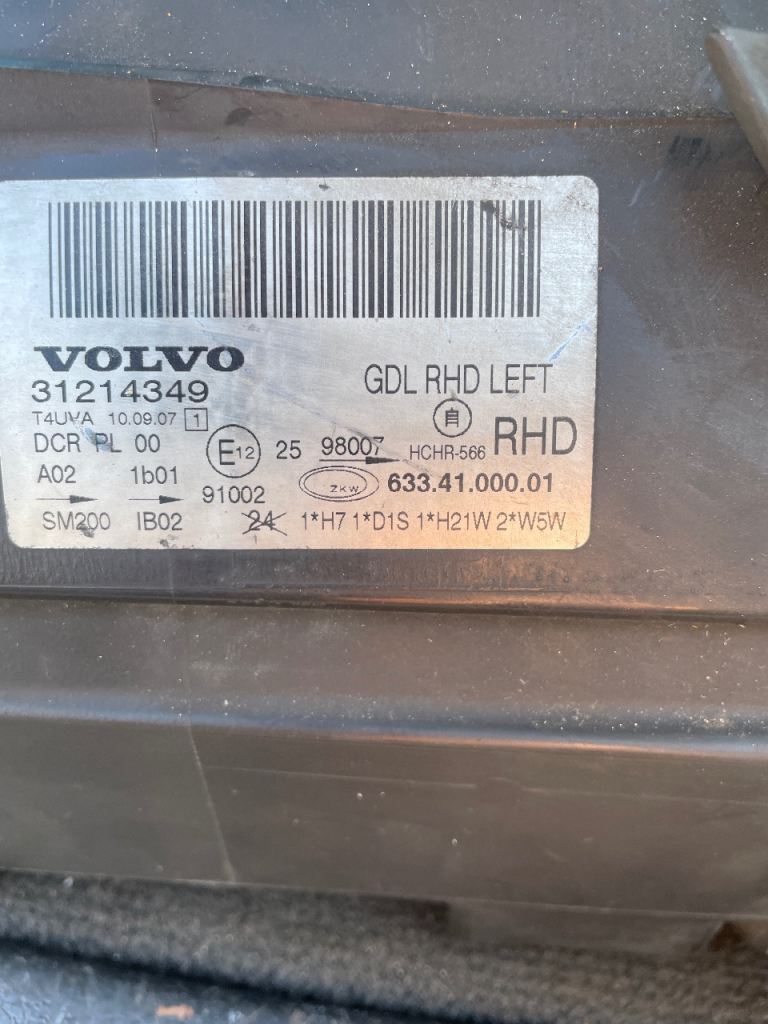 VOLVO
31214349
GDL RHD LEFT
T4UVA 10.09.07 1
自
DCR PL 00
E12 25 98007
HCHR-566 RHD
A02 1b01
91002
ZKW 633.41.000.01
SM200 IB02 24 1*H7 1*D1S 1*H21W 2*W5W